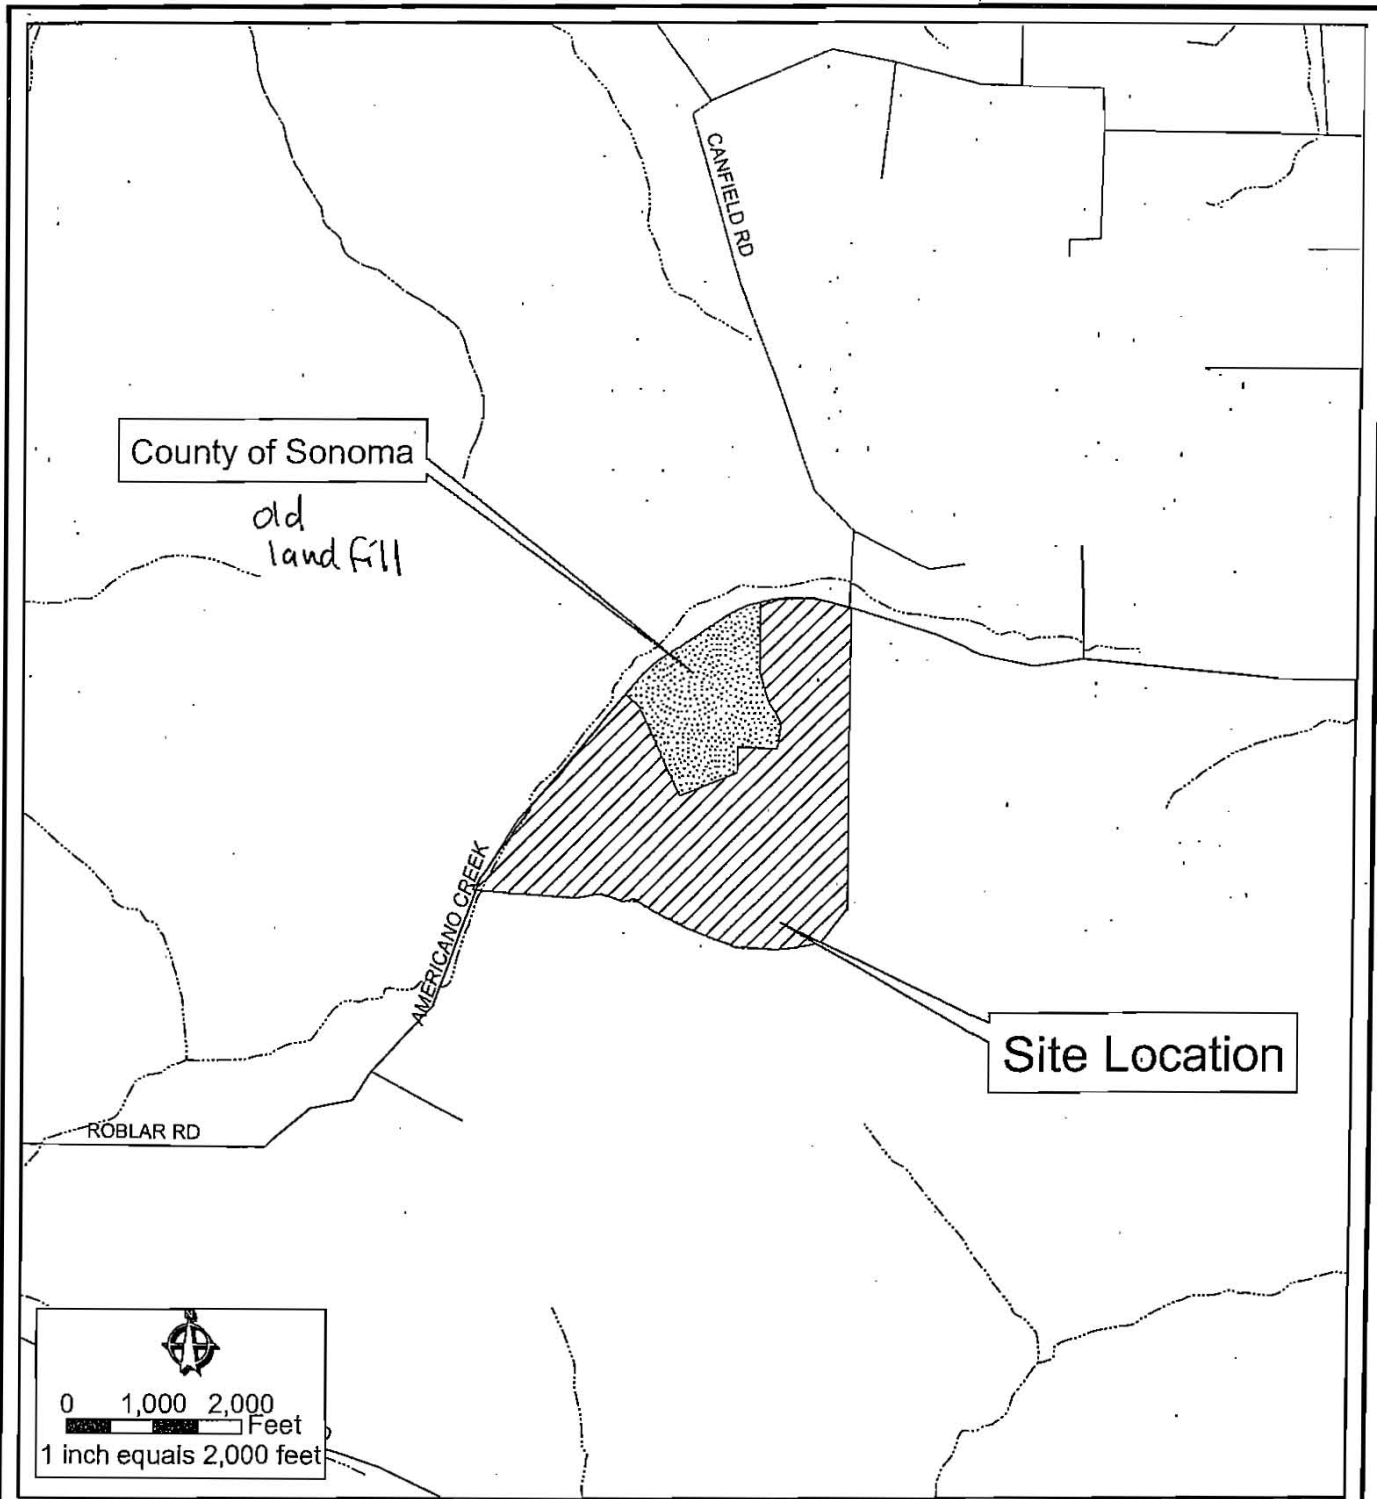 CANFIELD RD
County of Sonoma
old
land fill
AMERICANO CREEK
Site Location
ROBLAR RD
N
0 1,000 2,000
Feet
1 inch equals 2,000 feet